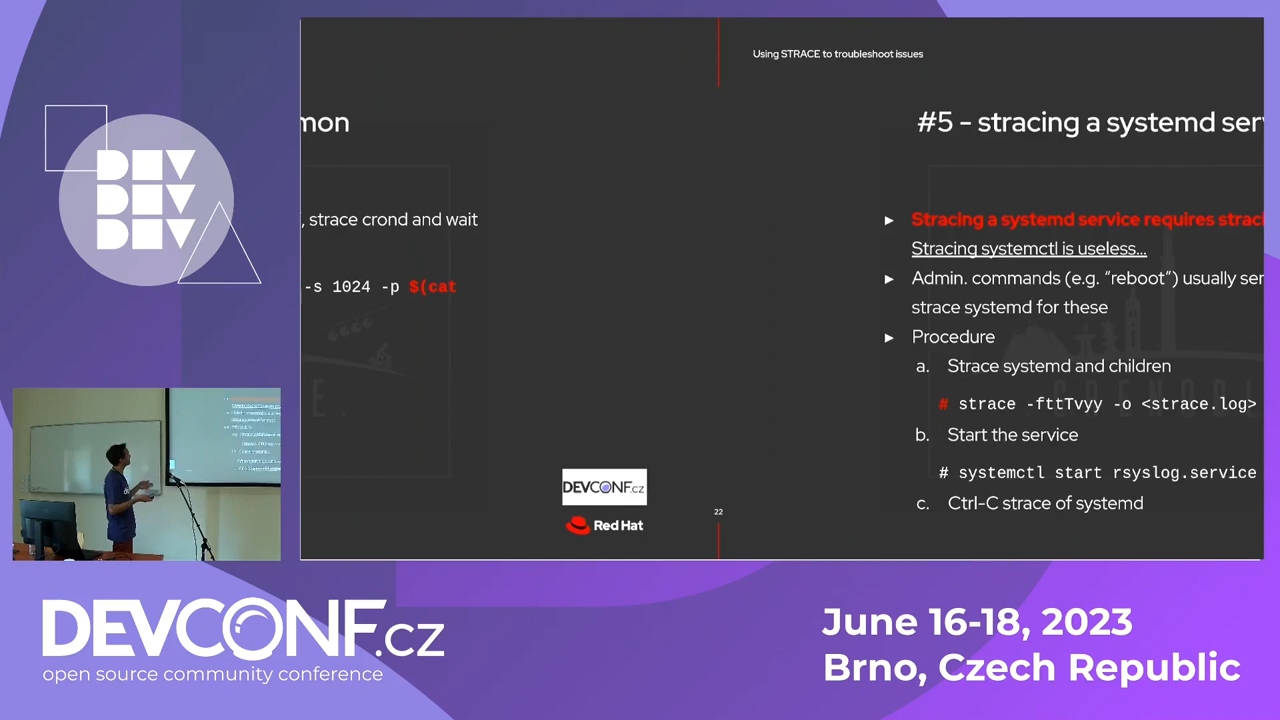 Using STRACE to troubleshoot issues
mon
, strace crond and wait
-s 1024 -p $(cat
#5 - stracing a systemd ser
► Stracing a systemd service requires
Stracing systemctl is useless...
► Admin. commands (e.g. "reboot") usually
strace systemd for these
► Procedure
a. Strace systemd and children
# strace -fttTvyy -o <strace.log>
b. Start the service
# systemctl start rsyslog.service
c. Ctrl-C strace of systemd
DEVCONF.cz
Red Hat
22
DEV
DEV
DEV
DEVCONF.cz
open source community conference
June 16-18, 2023
Brno, Czech Republic